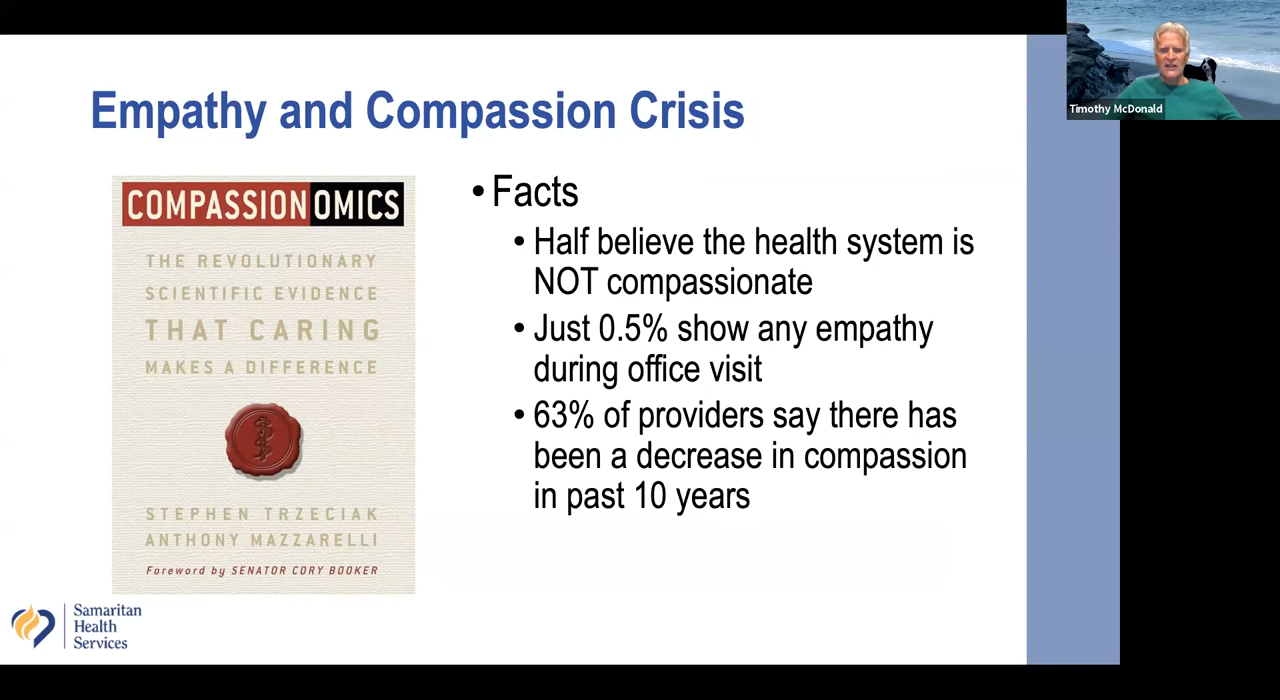 Empathy and Compassion Crisis
COMPASSIONOMICS
THE REVOLUTIONARY
SCIENTIFIC EVIDENCE
THAT CARING
MAKES A DIFFERENCE
STEPHEN TRZECIAK
ANTHONY MAZZARELLI
Foreword by SENATOR CORY BOOKER
• Facts
• Half believe the health system is
NOT compassionate
• Just 0.5% show any empathy
during office visit
• 63% of providers say there has
been a decrease in compassion
in past 10 years
Samaritan
Health
Services
Timothy McDonald